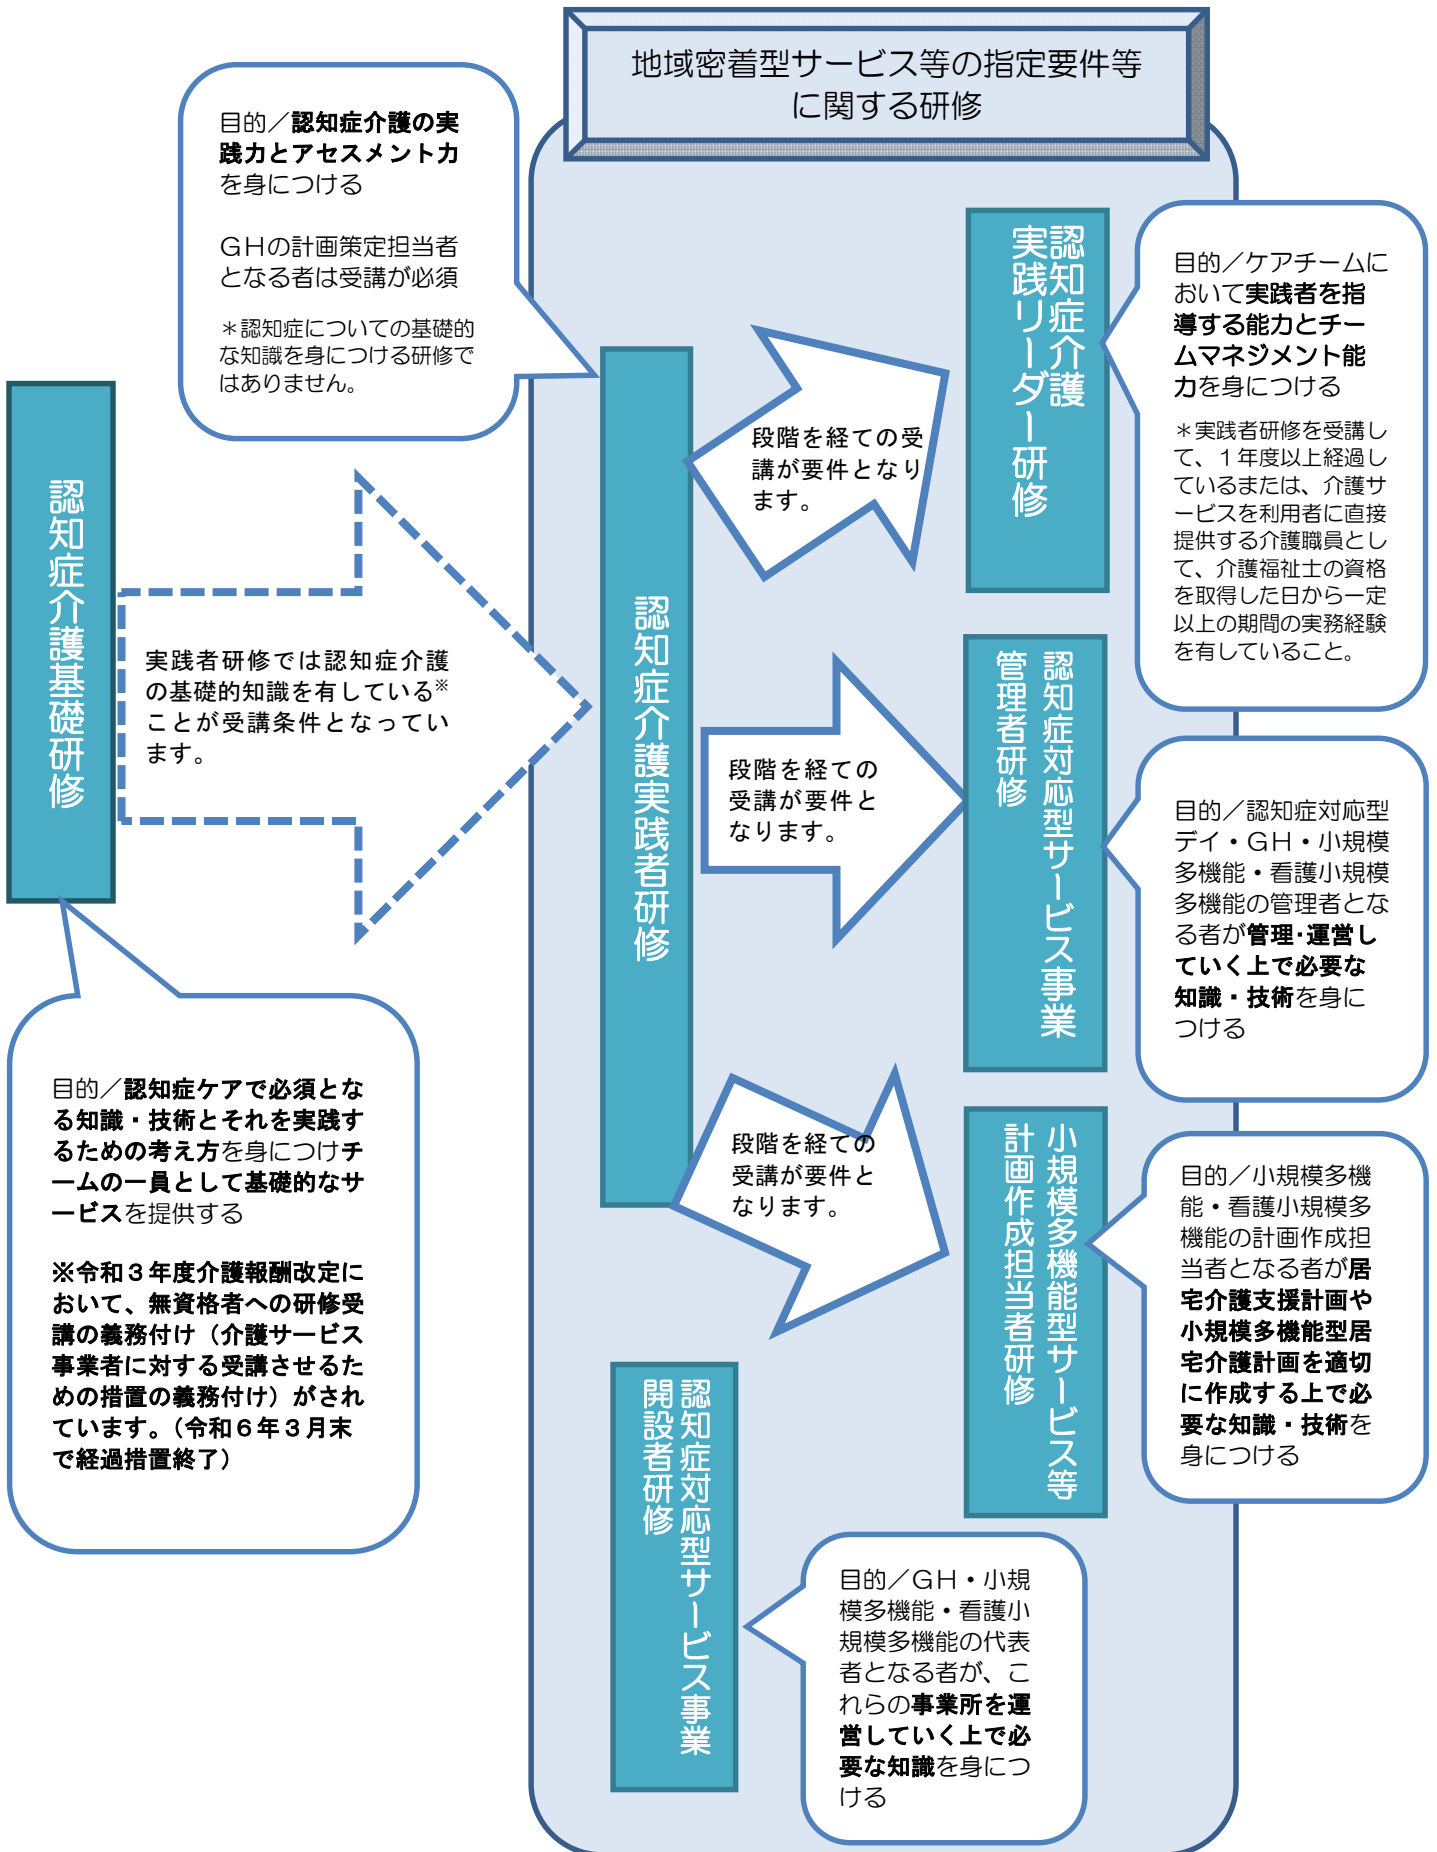 地域密着型サービス等の指定要件等
に関する研修
目的／認知症介護の実
践力とアセスメント力
を身につける
ＧＨの計画策定担当者
となる者は受講が必須
＊認知症についての基礎的
な知識を身につける研修で
はありません。
認知症介護基礎研修
実践者研修では認知症介護
の基礎的知識を有している※
ことが受講条件となってい
ます。
目的／認知症ケアで必須とな
る知識・技術とそれを実践す
るための考え方を身につけチ
ームの一員として基礎的なサ
ービスを提供する
※令和３年度介護報酬改定に
おいて、無資格者への研修受
講の義務付け（介護サービス
事業者に対する受講させるた
めの措置の義務付け）がされ
ています。（令和６年３月末
で経過措置終了）
認知症介護実践者研修
段階を経ての受
講が要件となり
ます。
認知症介護
実践リーダー研修
目的／ケアチームに
おいて実践者を指
導する能力とチー
ムマネジメント能
力を身につける
＊実践者研修を受講し
て、１年度以上経過し
ているまたは、介護サ
ービスを利用者に直接
提供する介護職員とし
て、介護福祉士の資格
を取得した日から一定
以上の期間の実務経験
を有していること。
段階を経ての
受講が要件と
なります。
認知症対応型サービス事業
管理者研修
目的／認知症対応型
デイ・ＧＨ・小規模
多機能・看護小規模
多機能の管理者とな
る者が管理・運営し
ていく上で必要な
知識・技術を身に
つける
段階を経ての
受講が要件と
なります。
小規模多機能型サービス等
計画作成担当者研修
目的／小規模多機
能・看護小規模多
機能の計画作成担
当者となる者が居
宅介護支援計画や
小規模多機能型居
宅介護計画を適切
に作成する上で必
要な知識・技術を
身につける
認知症対応型サービス事業
開設者研修
目的／ＧＨ・小規
模多機能・看護小
規模多機能の代表
者となる者が、こ
れらの事業所を運
営していく上で必
要な知識を身につ
ける